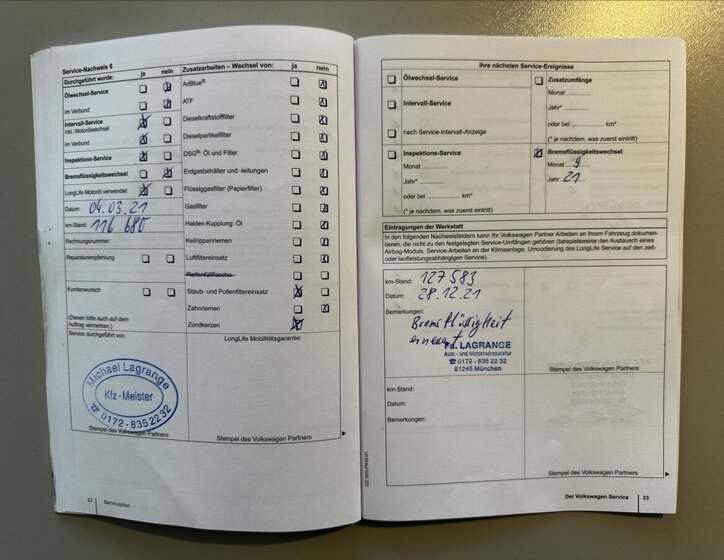 Service-Nachweis 6
Durchgeführt wurde: ja nein
Ölwechsel-Service
im Verbund
Intervall-Service
inkl. Motorölwechsel
im Verbund
Inspektions-Service
Bremsflüssigkeitswechsel
LongLife Motoröl verwendet
Datum: 04.03.21
km-Stand: 116 680
Rechnungsnummer:
Reparaturempfehlung
Kundenwunsch
(Diesen bitte auch auf dem
Auftrag vermerken.)
Service durchgeführt von:
Michael Lagrange
Kfz-Meister
☎ 0172-8352232
Stempel des Volkswagen Partners
Zusatzarbeiten – Wechsel von: ja nein
AdBlue®
ATF
Dieselkraftstofffilter
Dieselpartikelfilter
DSG®: Öl und Filter
Erdgasbehälter und -leitungen
Flüssiggasfilter (Papierfilter)
Gasfilter
Haldex-Kupplung: Öl
Keilrippenriemen
Luftfiltereinsatz
Reifenfüllflasche
Staub- und Pollenfiltereinsatz
Zahnriemen
Zündkerzen
LongLife Mobilitätsgarantie:
Stempel des Volkswagen Partners
32 Serviceplan
Ihre nächsten Service-Ereignisse
Ölwechsel-Service
Intervall-Service
nach Service-Intervall-Anzeige
Inspektions-Service
Monat
Jahr*
oder bei km*
(* je nachdem, was zuerst eintritt)
Zusatzumfänge
Monat
Jahr*
oder bei km*
(* je nachdem, was zuerst eintritt)
Bremsflüssigkeitswechsel
Monat 9
Jahr 21
Eintragungen der Werkstatt
In den folgenden Nachweisfeldern kann Ihr Volkswagen Partner Arbeiten an Ihrem Fahrzeug dokumen-
tieren, die nicht zu den festgelegten Service-Umfängen gehören (beispielsweise den Austausch eines
Airbag-Moduls, Service-Arbeiten an der Klimaanlage, Umcodierung des LongLife Service auf den zeit-
oder laufleistungsabhängigen Service).
km-Stand: 127 583
Datum: 28.12.21
Bemerkungen:
Bremsflüssigkeit
erneuert
Fa. LAGRANGE
Auto- und Motorradreparatur
☎ 0172 - 835 22 32
81245 München
Stempel des Volkswagen Partners
km-Stand:
Datum:
Bemerkungen:
Stempel des Volkswagen Partners
Der Volkswagen Service 33